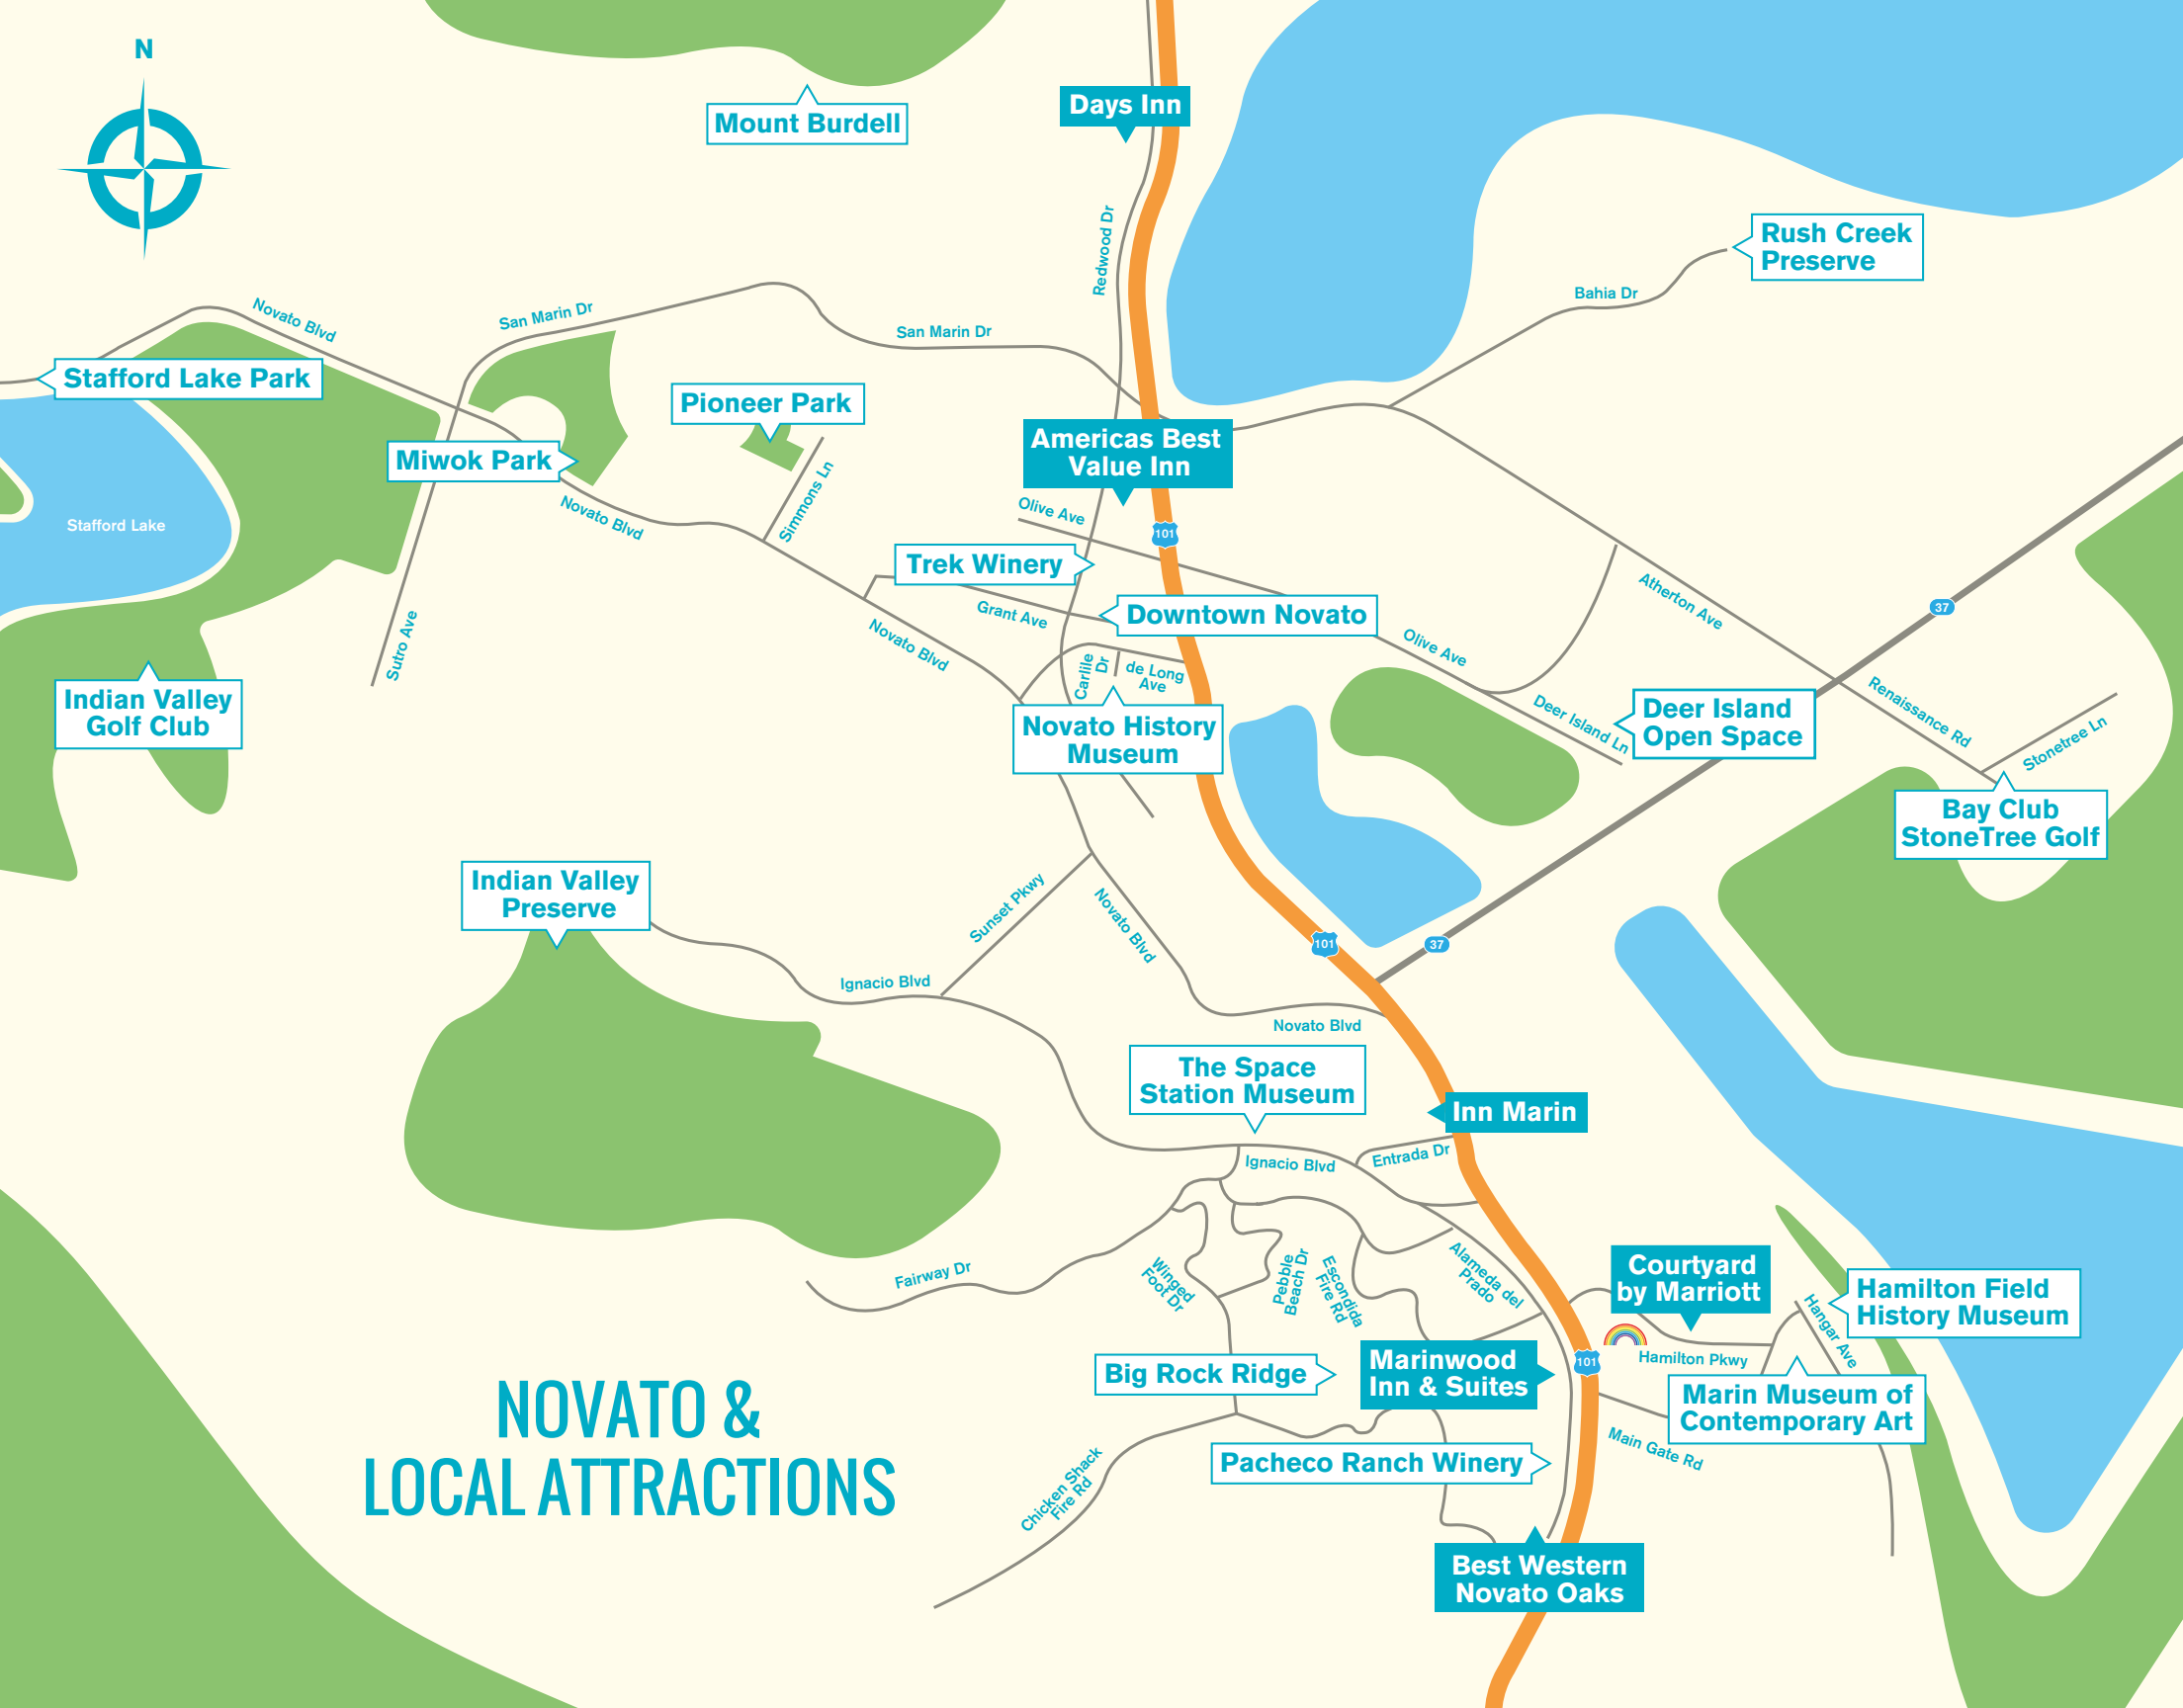 N
Mount Burdell
Days Inn
Redwood Dr
Rush Creek
Preserve
Bahia Dr
Novato Blvd
San Marin Dr
San Marin Dr
Stafford Lake Park
Pioneer Park
Miwok Park
Americas Best
Value Inn
Simmons Ln
Novato Blvd
Olive Ave
Stafford Lake
101
Trek Winery
Grant Ave
Downtown Novato
Atherton Ave
37
Sutro Ave
Novato Blvd
Olive Ave
Carlile
Dr
de Long
Ave
Indian Valley
Golf Club
Novato History
Museum
Deer Island Ln
Deer Island
Open Space
Renaissance Rd
Stonetree Ln
Bay Club
StoneTree Golf
Indian Valley
Preserve
Sunset Pkwy
Novato Blvd
101
37
Ignacio Blvd
Novato Blvd
The Space
Station Museum
Inn Marin
Ignacio Blvd
Entrada Dr
Fairway Dr
Winged
Foot Dr
Pebble
Beach Dr
Escondida
Fire Rd
Alameda del
Prado
Courtyard
by Marriott
Hamilton Field
History Museum
Hangar Ave
Hamilton Pkwy
101
Big Rock Ridge
Marinwood
Inn & Suites
Marin Museum of
Contemporary Art
Main Gate Rd
Pacheco Ranch Winery
Chicken Shack
Fire Rd
Best Western
Novato Oaks
NOVATO &
LOCAL ATTRACTIONS